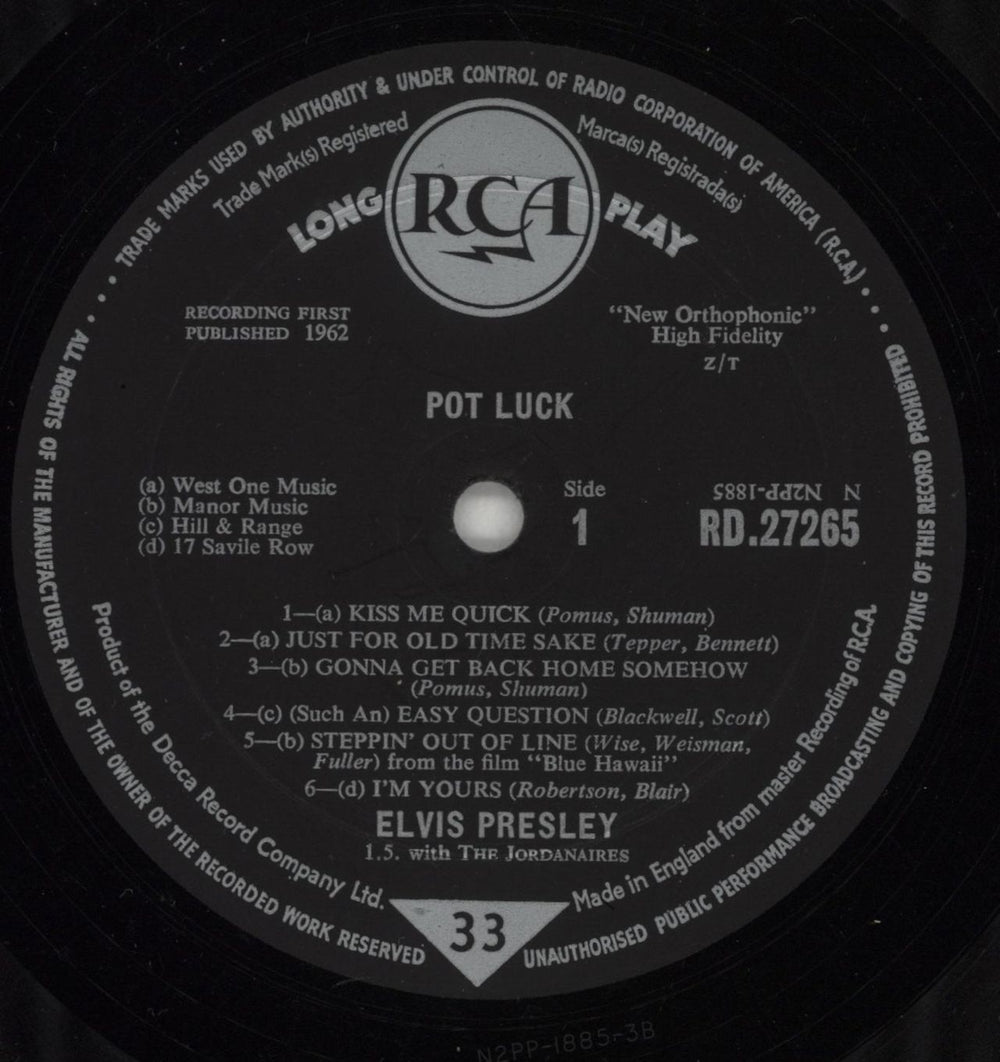 TRADE MARKS USED BY AUTHORITY & UNDER CONTROL OF RADIO CORPORATION OF AMERICA (R.C.A.)
Trade Mark(s) Registered
Marca(s) Registrada(s)
LONG RCA PLAY
RECORDING FIRST
PUBLISHED 1962
"New Orthophonic"
High Fidelity
Z/T
POT LUCK
(a) West One Music
(b) Manor Music
(c) Hill & Range
(d) 17 Savile Row
Side
1
N2PP-1885 N
RD.27265
1—(a) KISS ME QUICK (Pomus, Shuman)
2—(a) JUST FOR OLD TIME SAKE (Tepper, Bennett)
3—(b) GONNA GET BACK HOME SOMEHOW
(Pomus, Shuman)
4—(c) (Such An) EASY QUESTION (Blackwell, Scott)
5—(b) STEPPIN' OUT OF LINE (Wise, Weisman,
Fuller) from the film "Blue Hawaii"
6—(d) I'M YOURS (Robertson, Blair)
ELVIS PRESLEY
1.5. with THE JORDANAIRES
Product of the Decca Record Company Ltd.
Made in England from master Recording of R.C.A.
33
ALL RIGHTS OF THE MANUFACTURER AND OF THE OWNER OF THE RECORDED WORK RESERVED
UNAUTHORISED PUBLIC PERFORMANCE BROADCASTING AND COPYING OF THIS RECORD PROHIBITED
N2PP-1885-3B